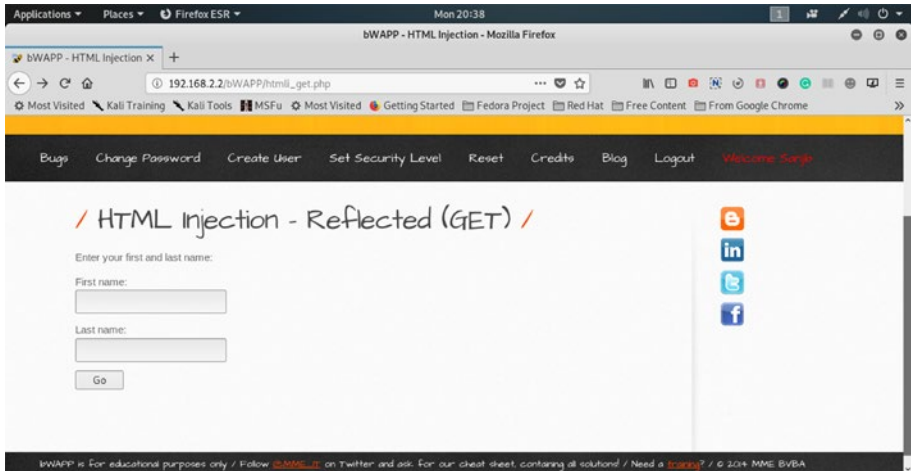 Applications Places Firefox ESR Mon 20:38 1
bWAPP - HTML Injection - Mozilla Firefox
bWAPP - HTML Injection × +
192.168.2.2/bWAPP/htmli_get.php
Most Visited Kali Training Kali Tools MSFu Most Visited Getting Started Fedora Project Red Hat Free Content From Google Chrome »
Bugs Change Password Create User Set Security Level Reset Credits Blog Logout Welcome Sanjib
/ HTML Injection - Reflected (GET) /
Enter your first and last name:
First name:
Last name:
Go
bWAPP is for educational purposes only / Follow @MME_IT on Twitter and ask for our cheat sheet, containing all solutions! / Need a training? / © 2014 MME BVBA